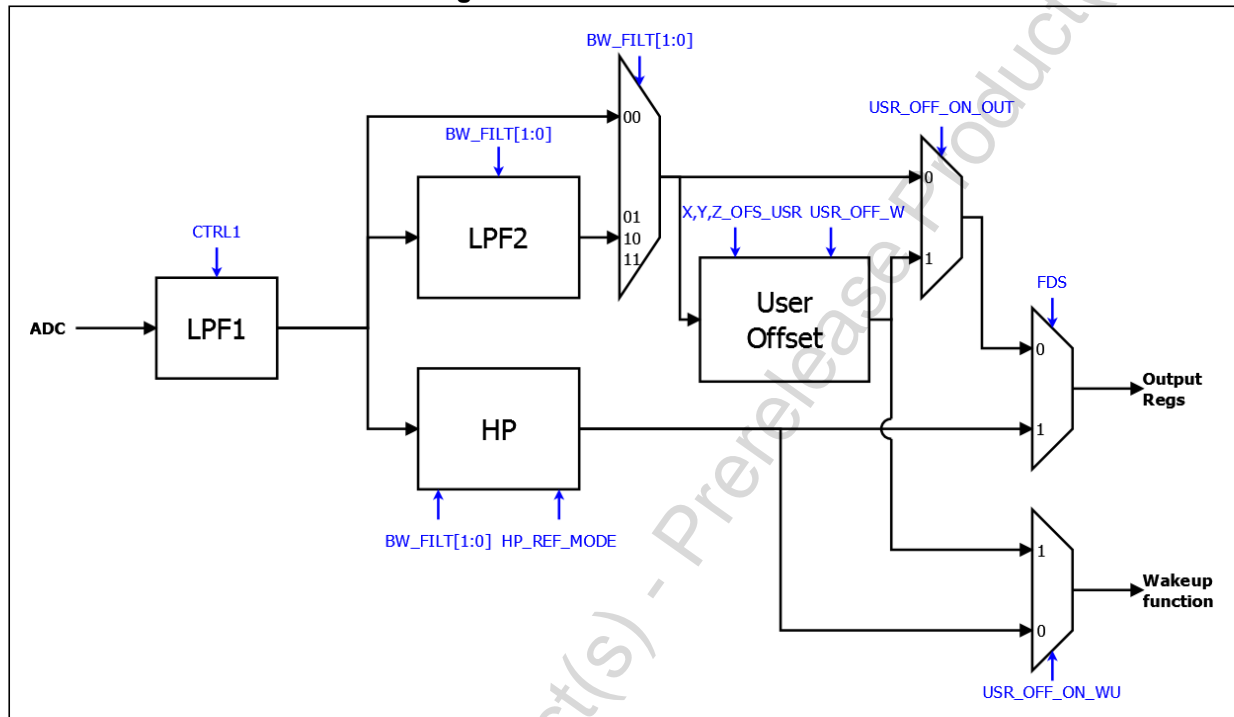 g
BW_FILT[1:0]
USR_OFF_ON_OUT
00
BW_FILT[1:0]
0
X,Y,Z_OFS_USR USR_OFF_W
01
CTRL1
LPF2
10
11
1
FDS
User
Offset
ADC
LPF1
0
Output
Regs
HP
1
BW_FILT[1:0] HP_REF_MODE
1
Wakeup
function
0
USR_OFF_ON_WU
ct(s) - Prerelease Product(